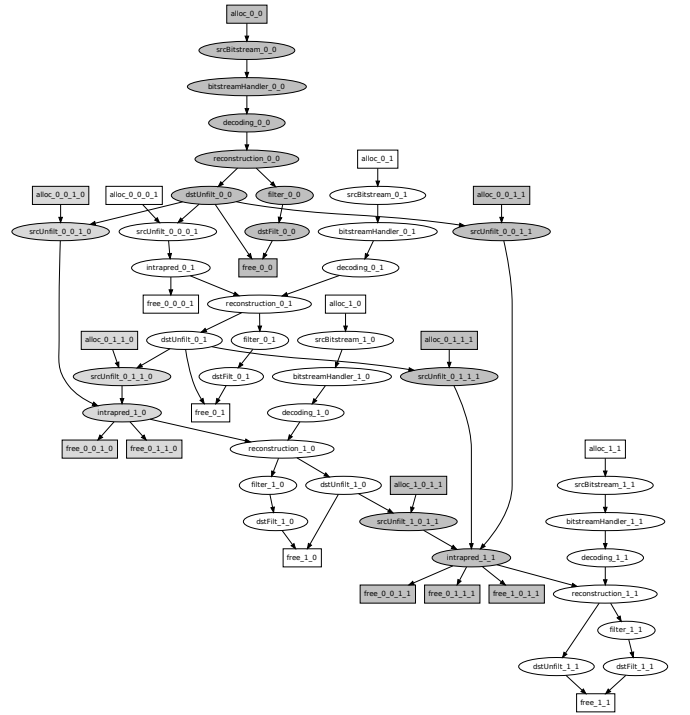 alloc_0_0
srcBitstream_0_0
bitstreamHandler_0_0
decoding_0_0
reconstruction_0_0
alloc_0_1
alloc_0_0_1_0
alloc_0_0_0_1
dstUnfilt_0_0
filter_0_0
srcBitstream_0_1
alloc_0_0_1_1
srcUnfilt_0_0_1_0
srcUnfilt_0_0_0_1
dstFilt_0_0
bitstreamHandler_0_1
srcUnfilt_0_0_1_1
intrapred_0_1
free_0_0
decoding_0_1
free_0_0_0_1
reconstruction_0_1
alloc_1_0
alloc_0_1_1_0
dstUnfilt_0_1
filter_0_1
srcBitstream_1_0
alloc_0_1_1_1
srcUnfilt_0_1_1_0
dstFilt_0_1
bitstreamHandler_1_0
srcUnfilt_0_1_1_1
intrapred_1_0
free_0_1
decoding_1_0
free_0_0_1_0
free_0_1_1_0
reconstruction_1_0
alloc_1_1
filter_1_0
dstUnfilt_1_0
alloc_1_0_1_1
srcBitstream_1_1
dstFilt_1_0
srcUnfilt_1_0_1_1
bitstreamHandler_1_1
free_1_0
intrapred_1_1
decoding_1_1
free_0_0_1_1
free_0_1_1_1
free_1_0_1_1
reconstruction_1_1
filter_1_1
dstUnfilt_1_1
dstFilt_1_1
free_1_1